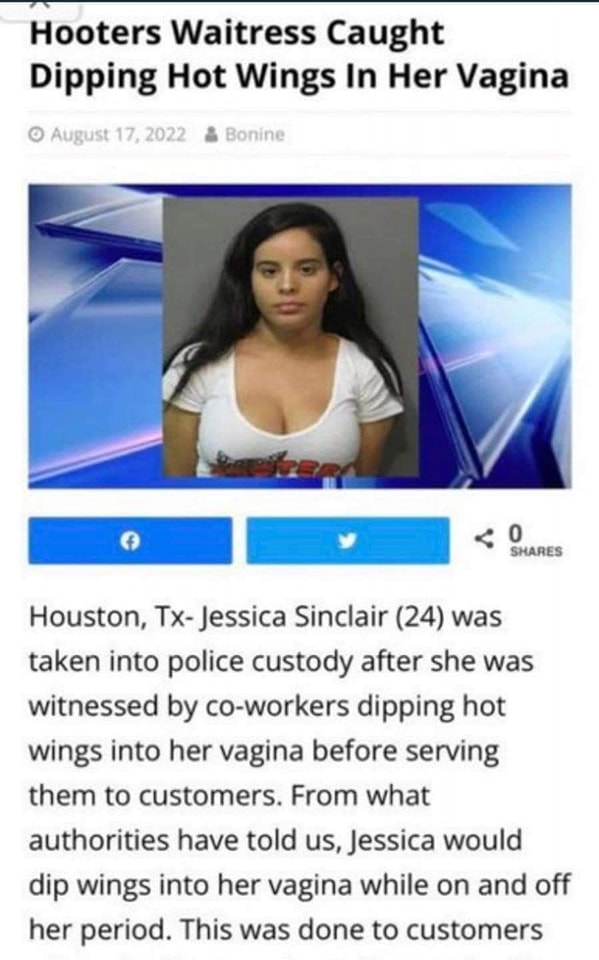 Hooters Waitress Caught
Dipping Hot Wings In Her Vagina
August 17, 2022 Bonine
0
SHARES
Houston, Tx- Jessica Sinclair (24) was
taken into police custody after she was
witnessed by co-workers dipping hot
wings into her vagina before serving
them to customers. From what
authorities have told us, Jessica would
dip wings into her vagina while on and off
her period. This was done to customers